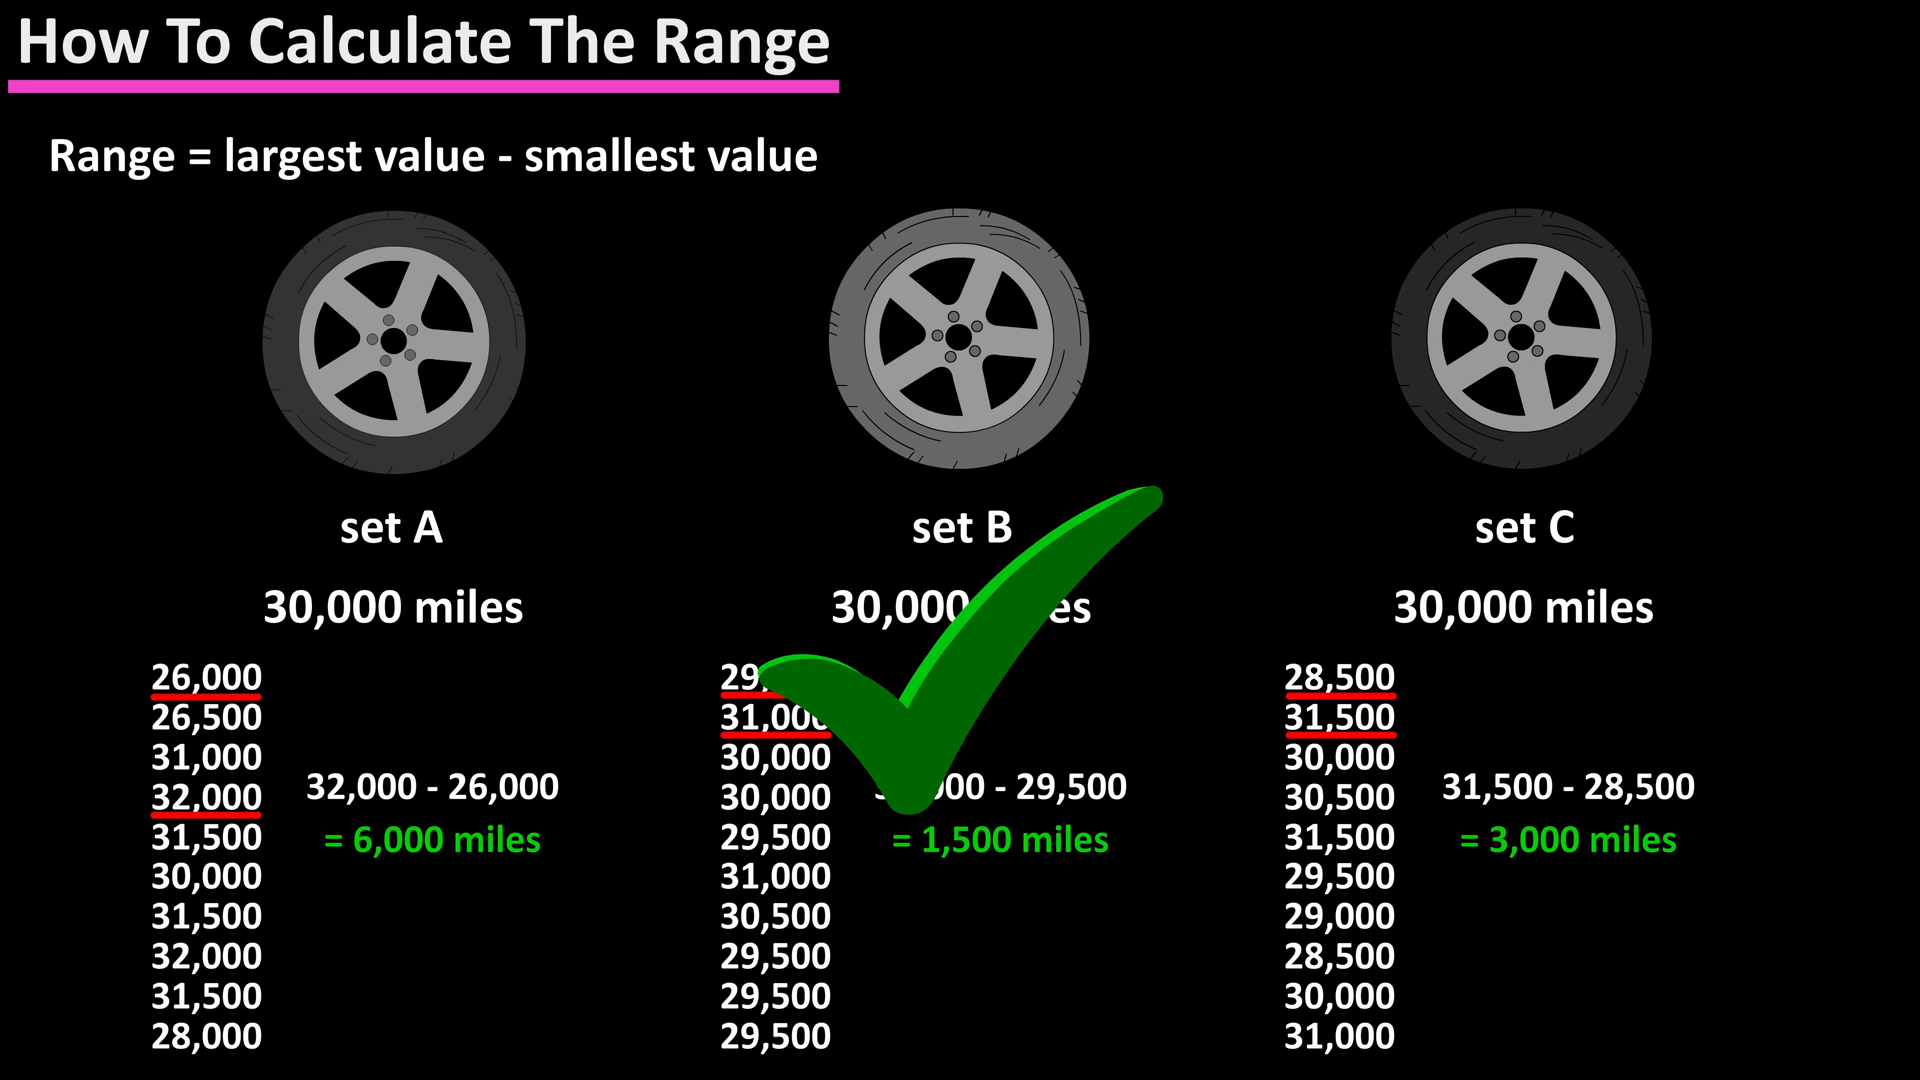 How To Calculate The Range
Range = largest value - smallest value
set A
30,000 miles
26,000
26,500
31,000
32,000
31,500
30,000
31,500
32,000
31,500
28,000
32,000 - 26,000
= 6,000 miles
set B
30,000
31,000
30,000
30,000
29,500
31,000
30,500
29,500
29,500
29,500
- 29,500
= 1,500 miles
set C
30,000 miles
28,500
31,500
30,000
30,500
31,500
29,500
29,000
28,500
30,000
31,000
31,500 - 28,500
= 3,000 miles